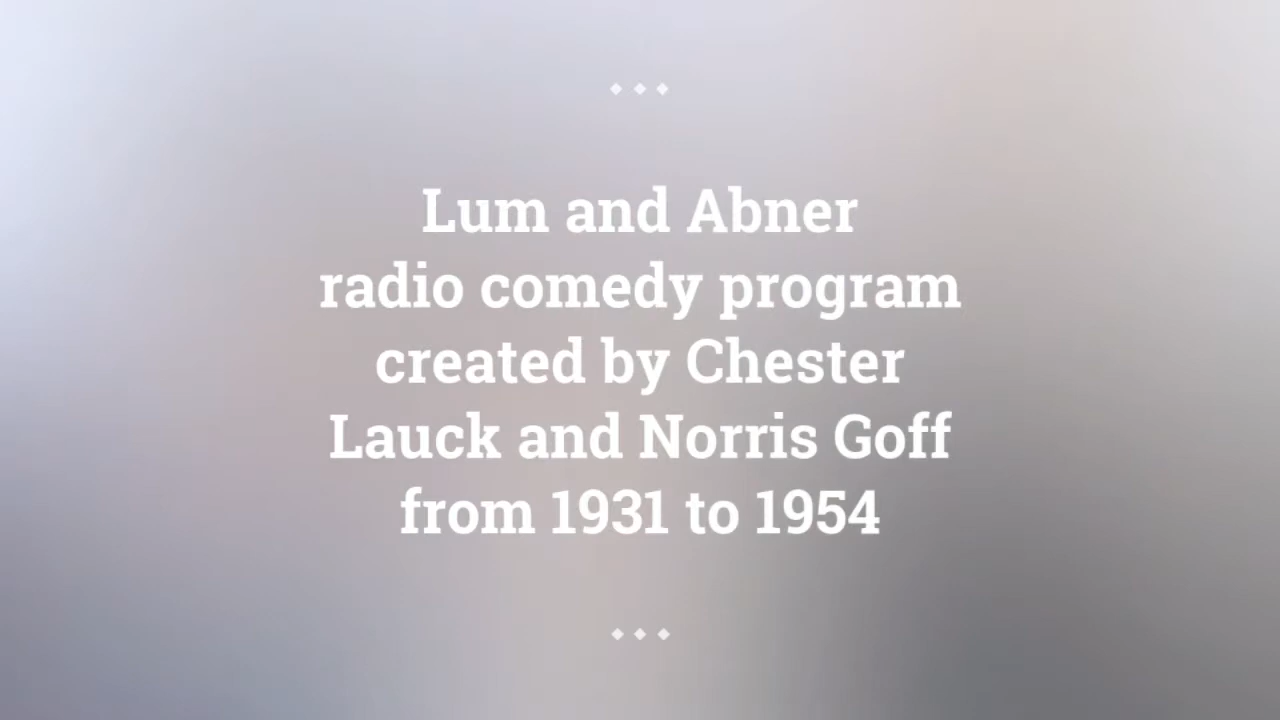 Lum and Abner
radio comedy program
created by Chester
Lauck and Norris Goff
from 1931 to 1954